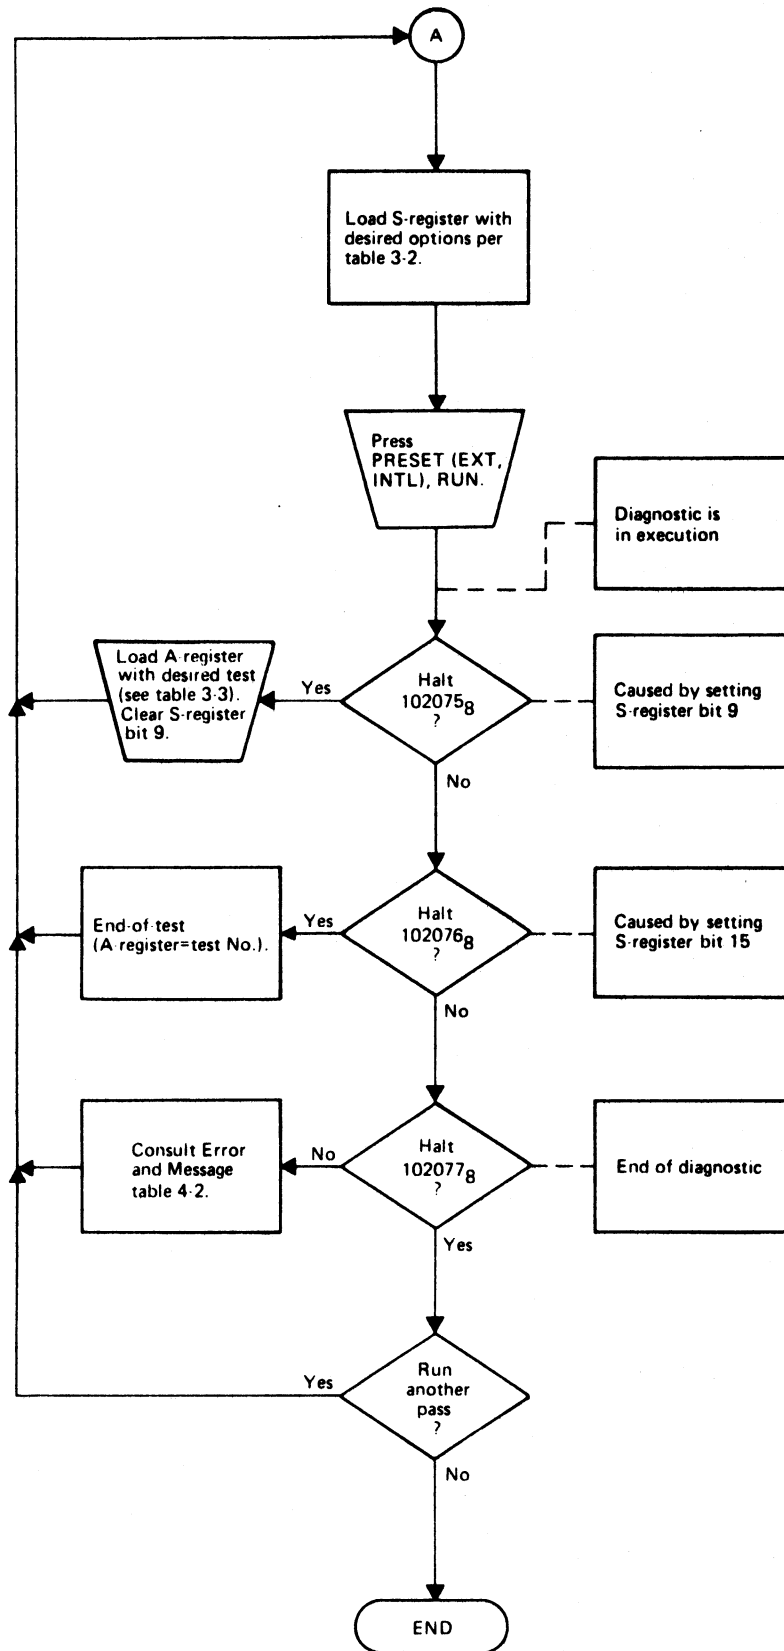 A
Load S-register with
desired options per
table 3-2.
Press
PRESET (EXT,
INTL), RUN.
Diagnostic is
in execution
Load A-register
with desired test
(see table 3-3).
Clear S-register
bit 9.
Yes
Halt
102075₈
?
Caused by setting
S-register bit 9
No
End-of-test
(A-register=test No.).
Yes
Halt
102076₈
?
Caused by setting
S-register bit 15
No
Consult Error
and Message
table 4-2.
No
Halt
102077₈
?
End of diagnostic
Yes
Yes
Run
another
pass
?
No
END